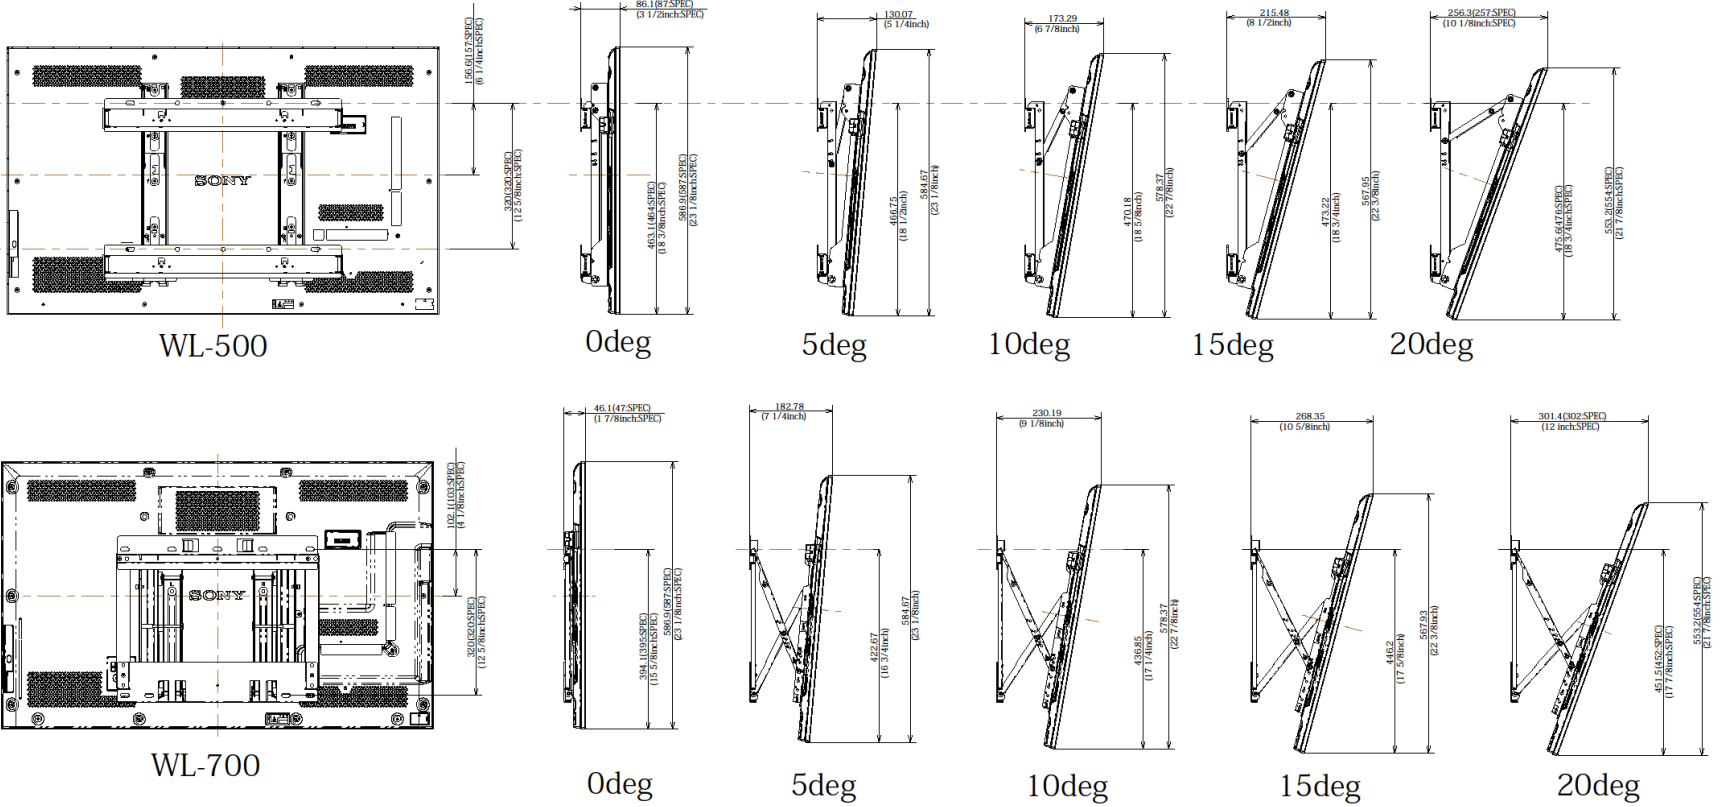 86.1(87:SPEC)
(3 1/2inch:SPEC)
130.07
(5 1/4inch)
173.29
(6 7/8inch)
215.48
(8 1/2inch)
256.3(257:SPEC)
(10 1/8inch:SPEC)
156.6(157:SPEC)
(6 1/4inch:SPEC)
320(320:SPEC)
(12 5/8inch:SPEC)
SONY
463.1(464:SPEC)
(18 3/8inch:SPEC)
586.9(587:SPEC)
(23 1/8inch:SPEC)
466.75
(18 1/2inch)
584.67
(23 1/8inch)
470.18
(18 5/8inch)
578.37
(22 7/8inch)
473.22
(18 3/4inch)
567.95
(22 3/8inch)
475.6(476:SPEC)
(18 3/4inch:SPEC)
553.2(554:SPEC)
(21 7/8inch:SPEC)
WL-500
0deg
5deg
10deg
15deg
20deg
46.1(47:SPEC)
(1 7/8inch:SPEC)
182.78
(7 1/4inch)
230.19
(9 1/8inch)
268.35
(10 5/8inch)
301.4(302:SPEC)
(12 inch:SPEC)
102.1(103:SPEC)
(4 1/8inch:SPEC)
320(320:SPEC)
(12 5/8inch:SPEC)
SONY
394.1(395:SPEC)
(15 5/8inch:SPEC)
586.9(587:SPEC)
(23 1/8inch:SPEC)
422.67
(16 3/4inch)
584.67
(23 1/8inch)
436.85
(17 1/4inch)
578.37
(22 7/8inch)
446.2
(17 5/8inch)
567.93
(22 3/8inch)
451.5(452:SPEC)
(17 7/8inch:SPEC)
553.2(554:SPEC)
(21 7/8inch:SPEC)
WL-700
0deg
5deg
10deg
15deg
20deg